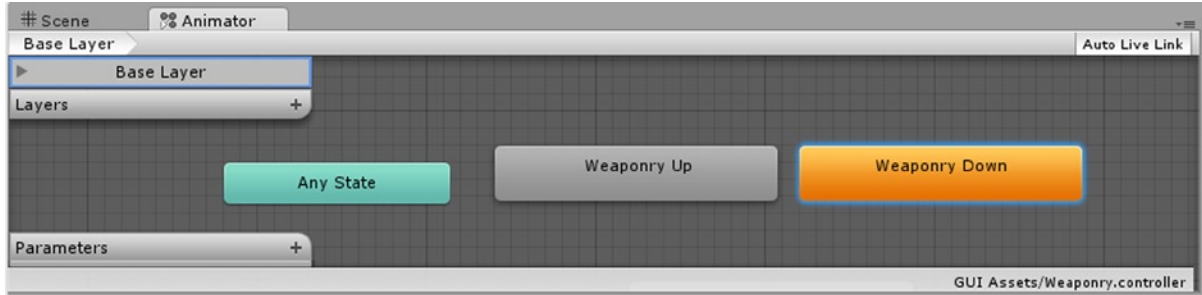 Scene Animator
Base Layer Auto Live Link
Base Layer
Layers +
Any State Weaponry Up Weaponry Down
Parameters +
GUI Assets/Weaponry.controller